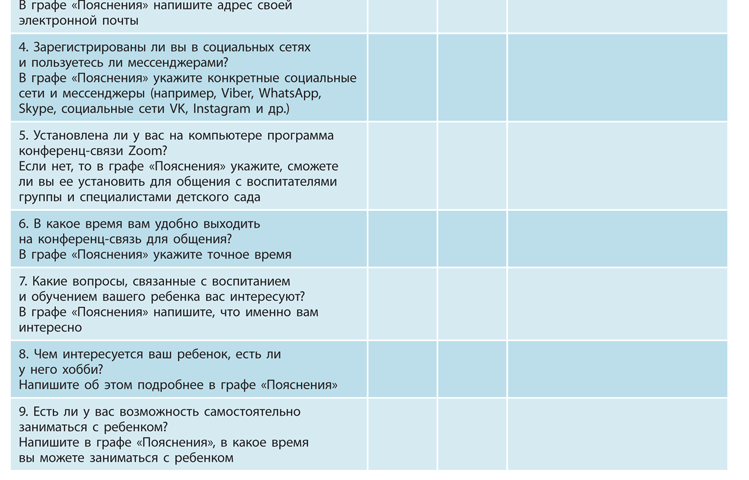 В графе «Пояснения» напишите адрес своей
электронной почты
4. Зарегистрированы ли вы в социальных сетях
и пользуетесь ли мессенджерами?
В графе «Пояснения» укажите конкретные социальные
сети и мессенджеры (например, Viber, WhatsApp,
Skype, социальные сети VK, Instagram и др.)
5. Установлена ли у вас на компьютере программа
конференц-связи Zoom?
Если нет, то в графе «Пояснения» укажите, сможете
ли вы ее установить для общения с воспитателями
группы и специалистами детского сада
6. В какое время вам удобно выходить
на конференц-связь для общения?
В графе «Пояснения» укажите точное время
7. Какие вопросы, связанные с воспитанием
и обучением вашего ребенка вас интересуют?
В графе «Пояснения» напишите, что именно вам
интересно
8. Чем интересуется ваш ребенок, есть ли
у него хобби?
Напишите об этом подробнее в графе «Пояснения»
9. Есть ли у вас возможность самостоятельно
заниматься с ребенком?
Напишите в графе «Пояснения», в какое время
вы можете заниматься с ребенком